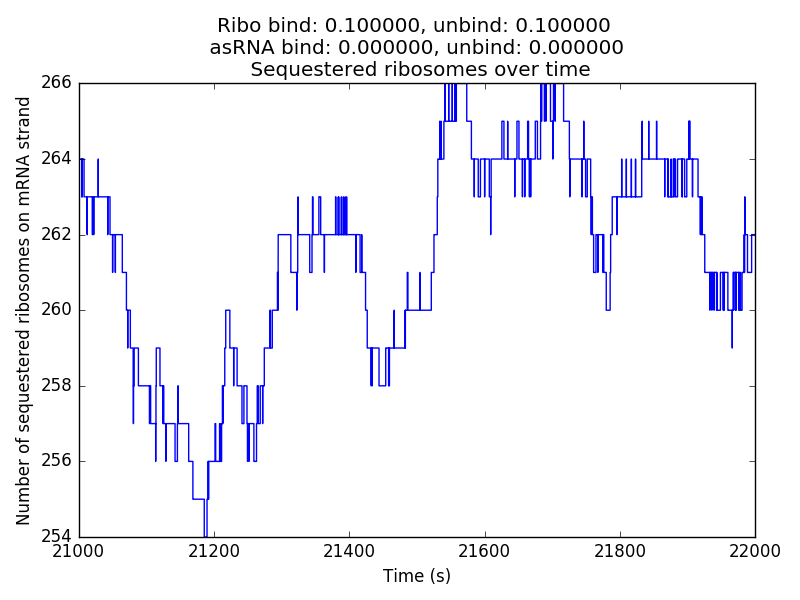 Ribo bind: 0.100000, unbind: 0.100000
asRNA bind: 0.000000, unbind: 0.000000
Sequestered ribosomes over time
Number of sequestered ribosomes on mRNA strand
266
264
262
260
258
256
254
21000 21200 21400 21600 21800 22000
Time (s)